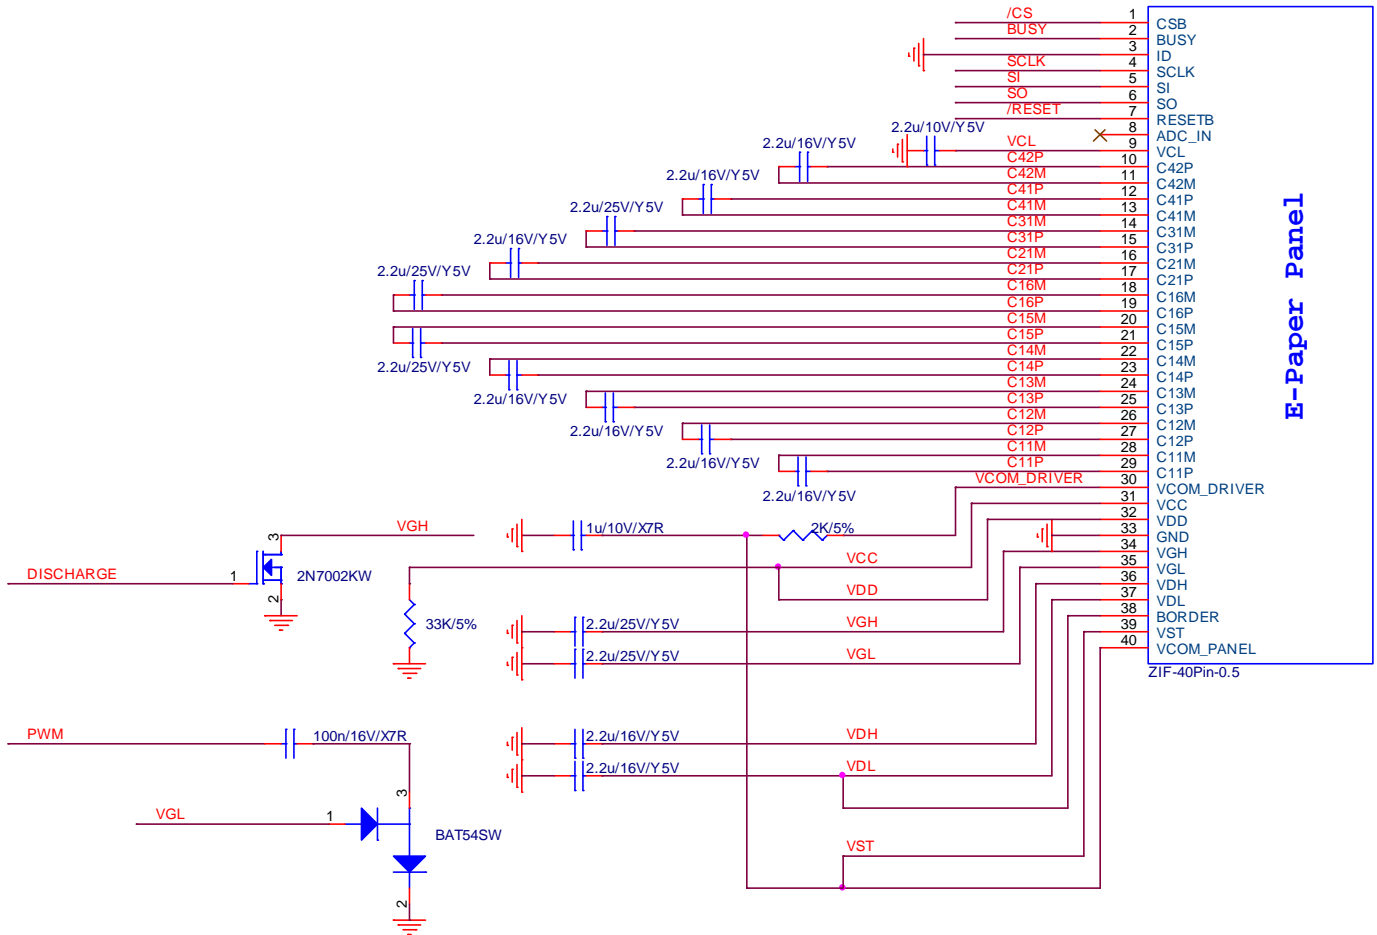 /CS 1 CSB
BUSY 2 BUSY
3 ID
SCLK 4 SCLK
SI 5 SI
SO 6 SO
/RESET 7 RESETB
8 ADC_IN
2.2u/10V/Y5V
VCL 9 VCL
2.2u/16V/Y5V
C42P 10 C42P
C42M 11 C42M
2.2u/16V/Y5V
C41P 12 C41P
C41M 13 C41M
2.2u/25V/Y5V
C31M 14 C31M
C31P 15 C31P
2.2u/16V/Y5V
C21M 16 C21M
C21P 17 C21P
2.2u/25V/Y5V
C16M 18 C16M
C16P 19 C16P
C15M 20 C15M
C15P 21 C15P
2.2u/25V/Y5V
C14M 22 C14M
C14P 23 C14P
2.2u/16V/Y5V
C13M 24 C13M
C13P 25 C13P
2.2u/16V/Y5V
C12M 26 C12M
C12P 27 C12P
2.2u/16V/Y5V
C11M 28 C11M
C11P 29 C11P
2.2u/16V/Y5V
VCOM_DRIVER 30 VCOM_DRIVER
31 VCC
32 VDD
33 GND
34 VGH
35 VGL
36 VDH
37 VDL
38 BORDER
39 VST
40 VCOM_PANEL
E-Paper Panel
ZIF-40Pin-0.5
VGH
1u/10V/X7R
2K/5%
3
DISCHARGE
1
2N7002KW
2
VCC
VDD
33K/5%
2.2u/25V/Y5V
VGH
2.2u/25V/Y5V
VGL
PWM
100n/16V/X7R
2.2u/16V/Y5V
VDH
2.2u/16V/Y5V
VDL
3
VGL
1
BAT54SW
VST
2